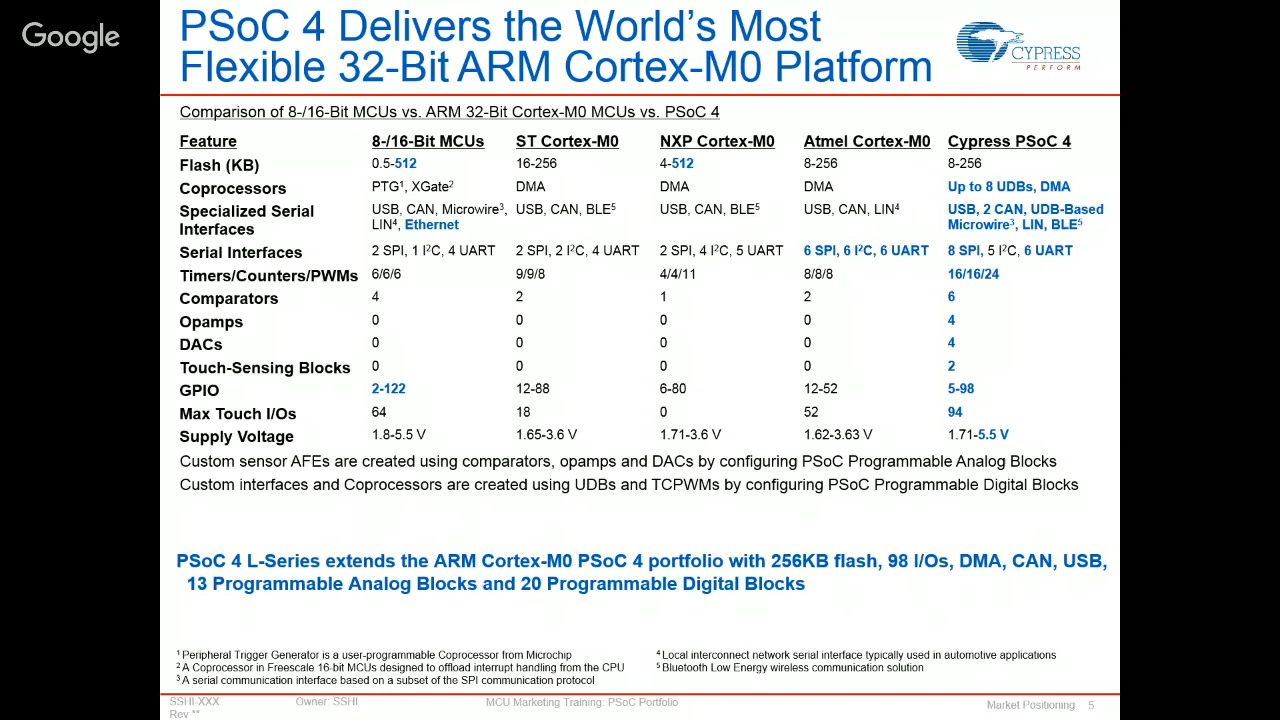 Google
PSoC 4 Delivers the World's Most
Flexible 32-Bit ARM Cortex-M0 Platform
CYPRESS
PERFORM
Comparison of 8-/16-Bit MCUs vs. ARM 32-Bit Cortex-M0 MCUs vs. PSoC 4
Feature 8-/16-Bit MCUs ST Cortex-M0 NXP Cortex-M0 Atmel Cortex-M0 Cypress PSoC 4
Flash (KB) 0.5-512 16-256 4-512 8-256 8-256
Coprocessors PTG¹, XGate² DMA DMA DMA Up to 8 UDBs, DMA
Specialized Serial USB, CAN, Microwire³, USB, CAN, BLE⁵ USB, CAN, BLE⁵ USB, CAN, LIN⁴ USB, 2 CAN, UDB-Based
Interfaces LIN⁴, Ethernet Microwire³, LIN, BLE⁵
Serial Interfaces 2 SPI, 1 I²C, 4 UART 2 SPI, 2 I²C, 4 UART 2 SPI, 4 I²C, 5 UART 6 SPI, 6 I²C, 6 UART 8 SPI, 5 I²C, 6 UART
Timers/Counters/PWMs 6/6/6 9/9/8 4/4/11 8/8/8 16/16/24
Comparators 4 2 1 2 6
Opamps 0 0 0 0 4
DACs 0 0 0 0 4
Touch-Sensing Blocks 0 0 0 0 2
GPIO 2-122 12-88 6-80 12-52 5-98
Max Touch I/Os 64 18 0 52 94
Supply Voltage 1.8-5.5 V 1.65-3.6 V 1.71-3.6 V 1.62-3.63 V 1.71-5.5 V
Custom sensor AFEs are created using comparators, opamps and DACs by configuring PSoC Programmable Analog Blocks
Custom interfaces and Coprocessors are created using UDBs and TCPWMs by configuring PSoC Programmable Digital Blocks
PSoC 4 L-Series extends the ARM Cortex-M0 PSoC 4 portfolio with 256KB flash, 98 I/Os, DMA, CAN, USB,
13 Programmable Analog Blocks and 20 Programmable Digital Blocks
¹ Peripheral Trigger Generator is a user-programmable Coprocessor from Microchip
² A Coprocessor in Freescale 16-bit MCUs designed to offload interrupt handling from the CPU
³ A serial communication interface based on a subset of the SPI communication protocol
⁴ Local interconnect network serial interface typically used in automotive applications
⁵ Bluetooth Low Energy wireless communication solution
SSHI-XXX Owner: SSHI MCU Marketing Training: PSoC Portfolio Market Positioning 5
Rev **